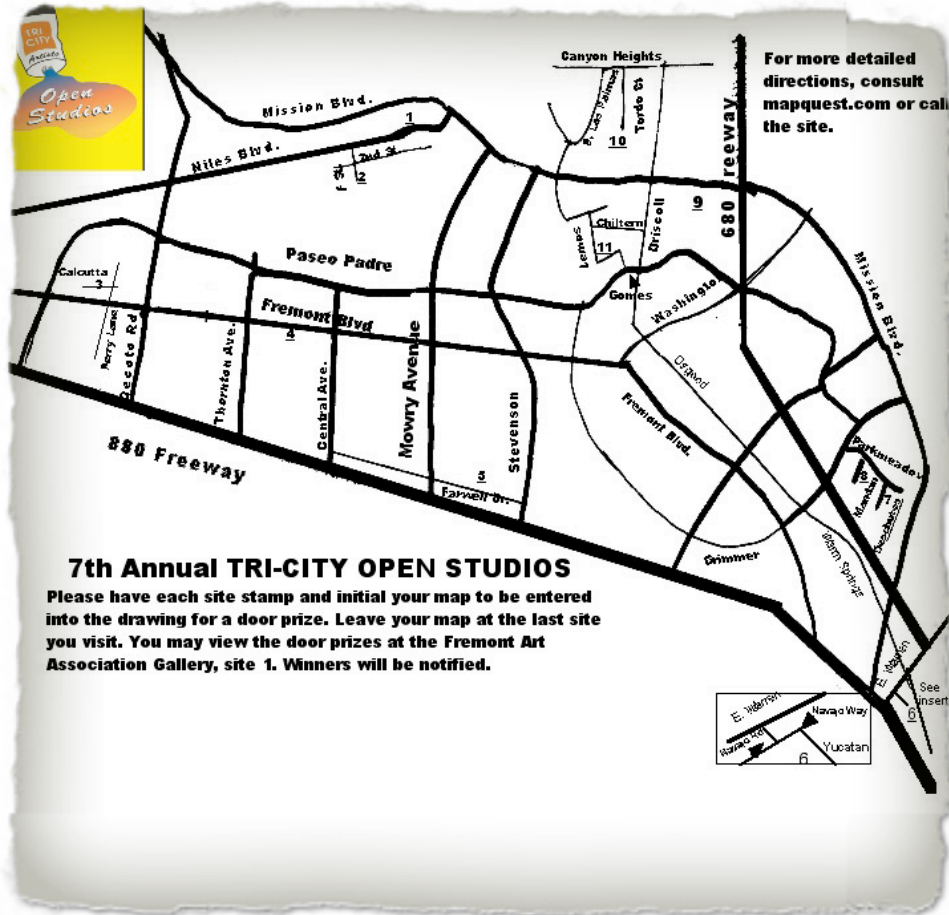 TRI
CITY
Artists
Open
Studios
Canyon Heights
For more detailed
directions, consult
mapquest.com or cal
the site.
Mission Blvd.
1
Niles Blvd.
2nd St
F St
2
Tordo Ct
10
680 freeway
9
Driscoll
Chiltern
Lemos
11
Gomes
Paseo Padre
Calcutta
3
Perry Lane
Decoto Rd
Fremont Blvd
4
Thornton Ave.
Central Ave.
Mowry Avenue
Stevenson
5
Farwell Dr.
Washington
Osgood
Mission Blvd.
Fremont Blvd.
Parkmeadow
Warm Springs
Grimmer
880 Freeway
7th Annual TRI-CITY OPEN STUDIOS
Please have each site stamp and initial your map to be entered
into the drawing for a door prize. Leave your map at the last site
you visit. You may view the door prizes at the Fremont Art
Association Gallery, site 1. Winners will be notified.
E. Warren
See
insert
6
E. Warren
Navajo Way
Navajo Rd
Yucatan
6